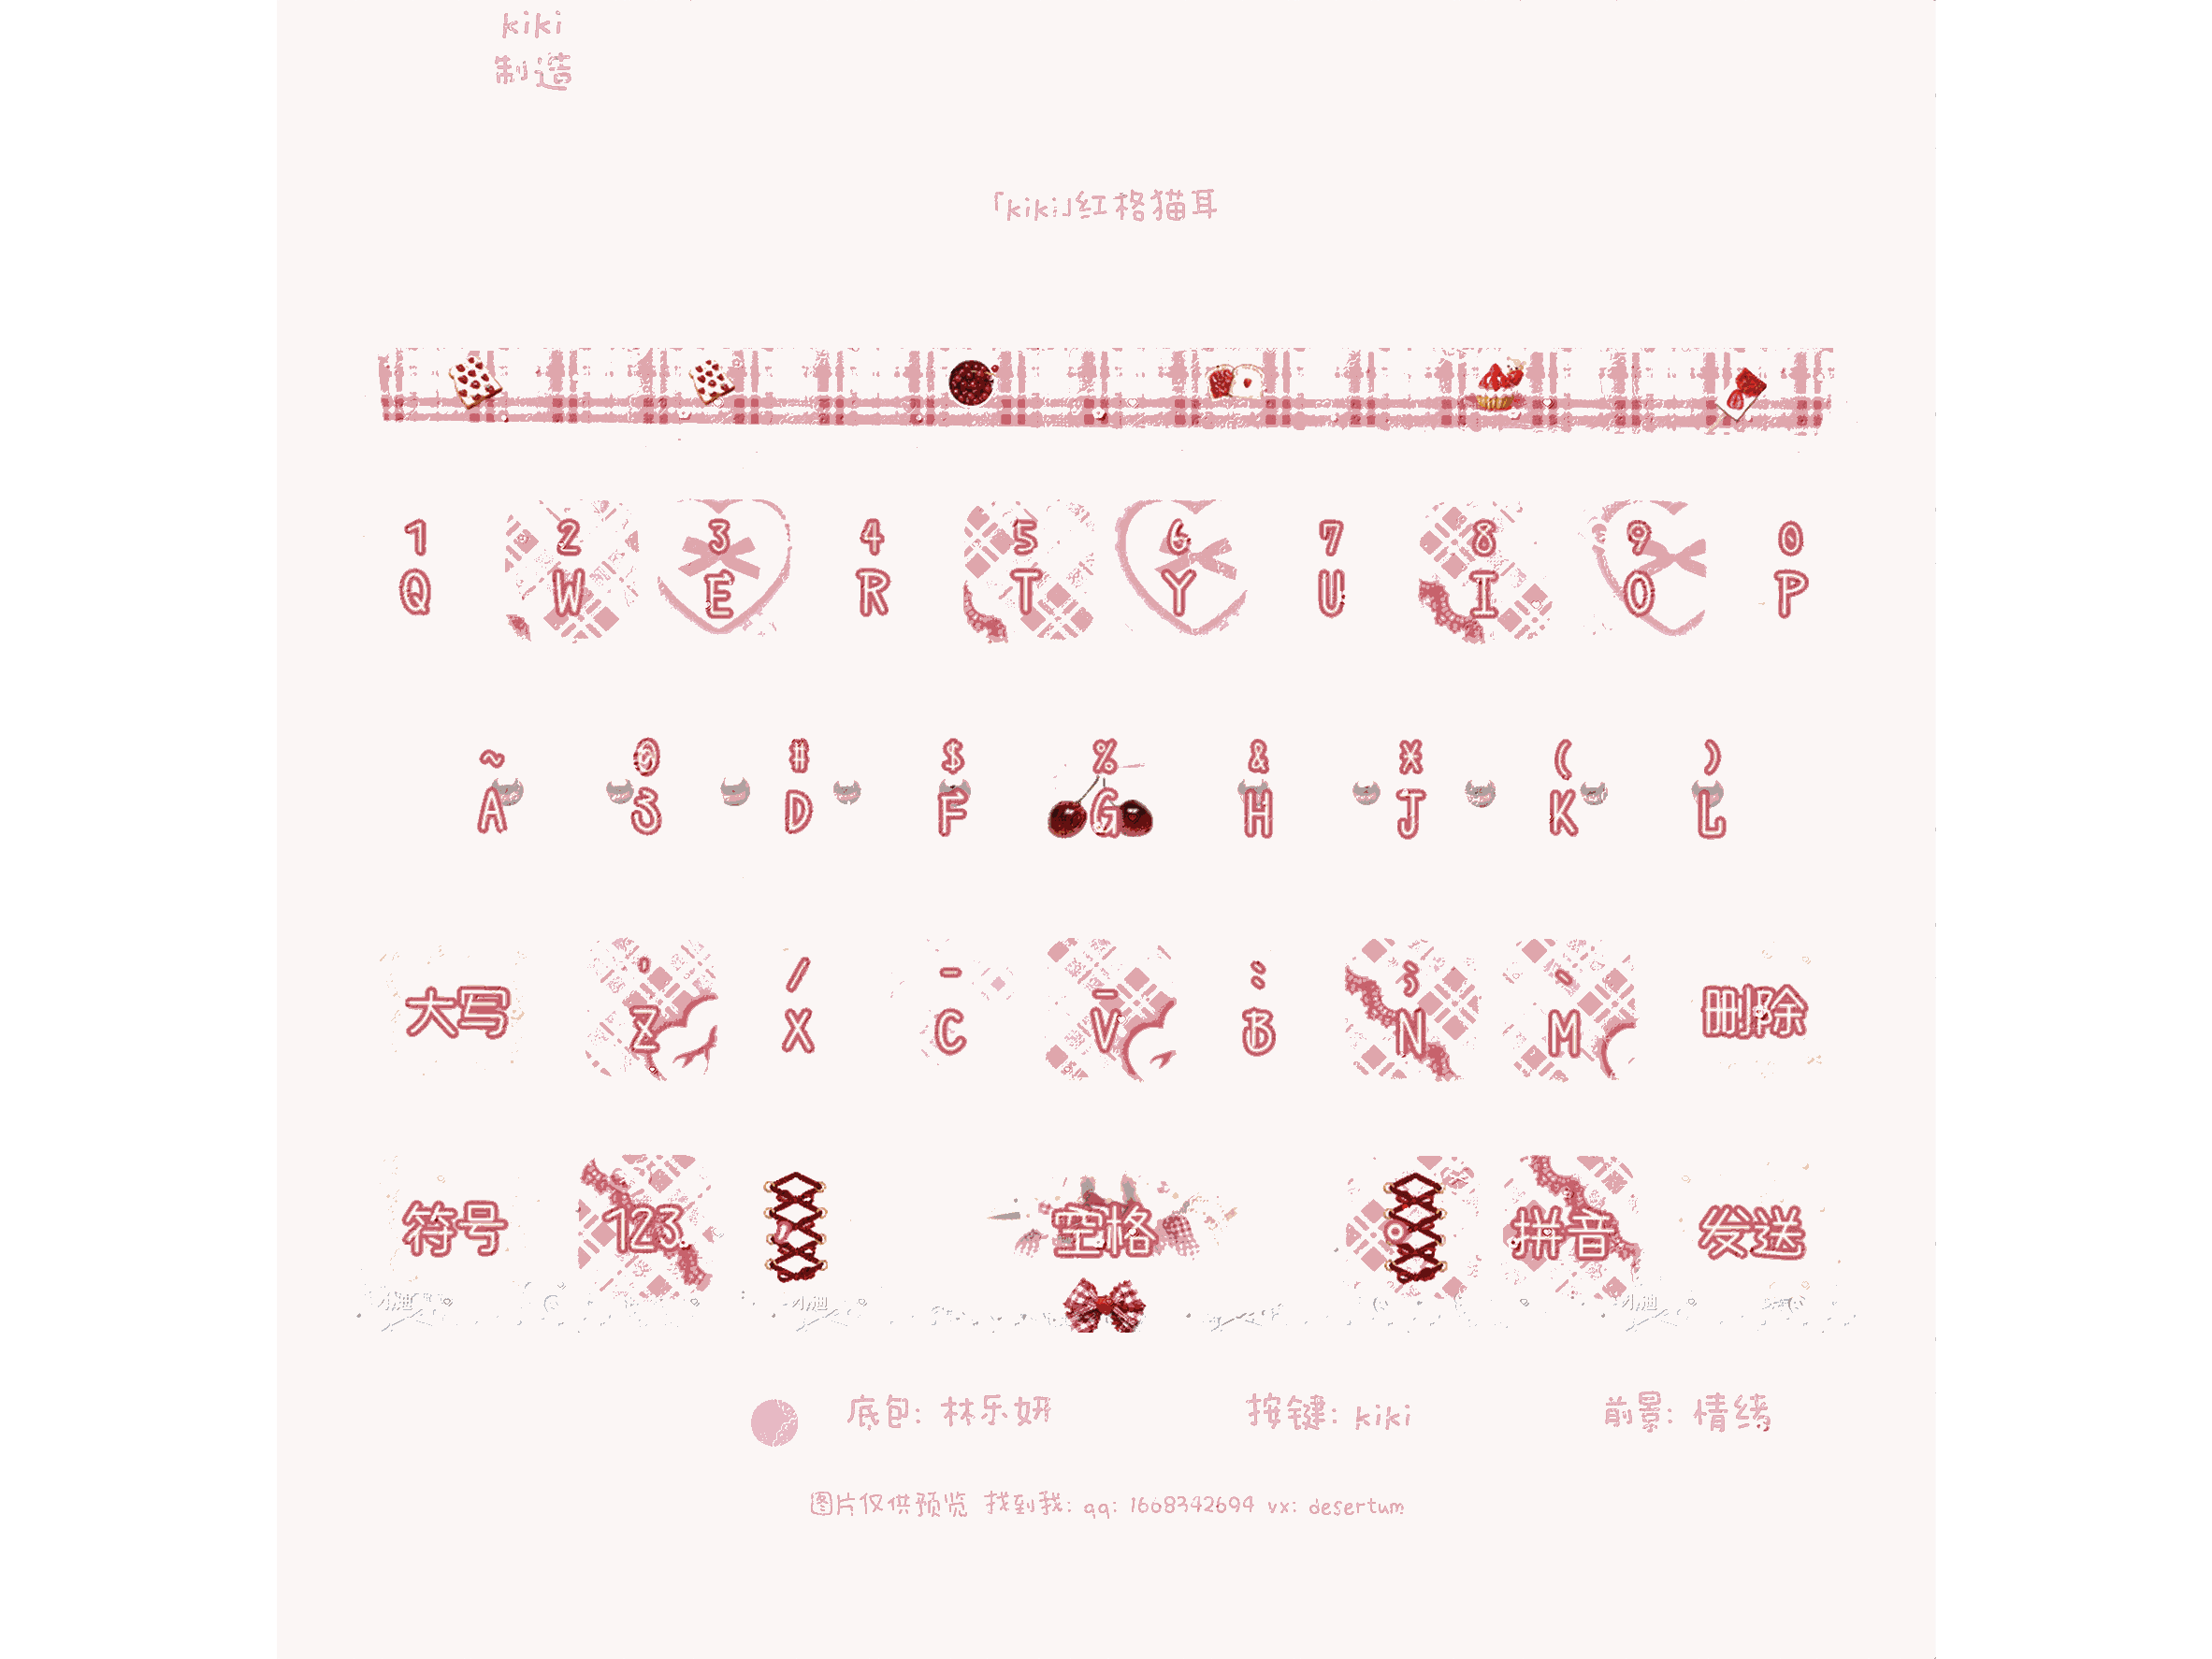 kiki
制造
「kiki」红格猫耳
1 2 3 4 5 6 7 8 9 0
Q W E R T Y U I O P
~ @ # $ % & * ( )
A S D F G H J K L
' / - _ : ; 、
大写 Z X C V B N M 删除
符号 123 , 空格 。 拼音 发送
底包: 林乐妍 按键: kiki 前景: 情绪
图片仅供预览 找到我: qq: 1668342694 vx: desertum